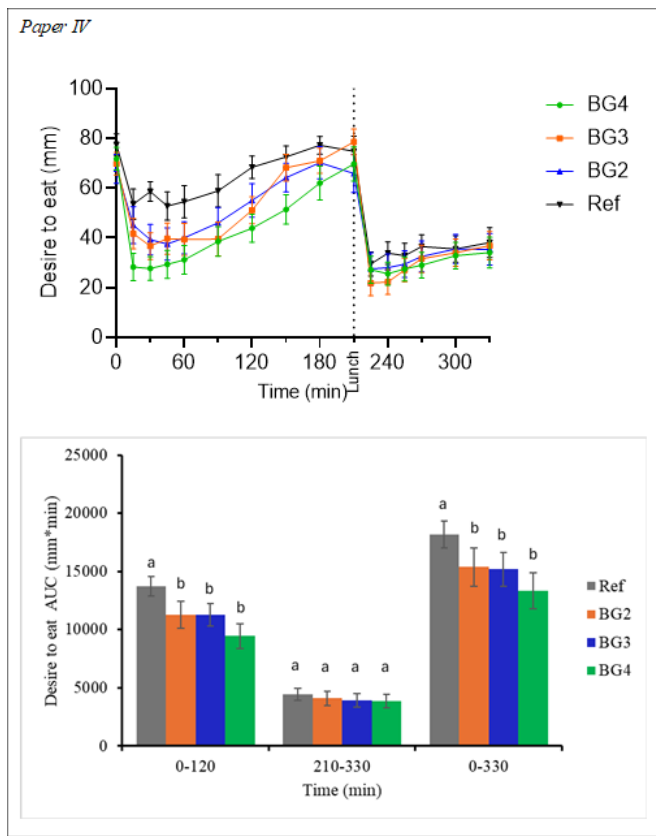 Paper IV
100
80
60
40
20
0
Desire to eat (mm)
0 60 120 180 240 300
Lunch
Time (min)
BG4
BG3
BG2
Ref
25000
20000
15000
10000
5000
0
Desire to eat AUC (mm*min)
a b b b
a a a a
a b b b
0-120 210-330 0-330
Time (min)
Ref
BG2
BG3
BG4